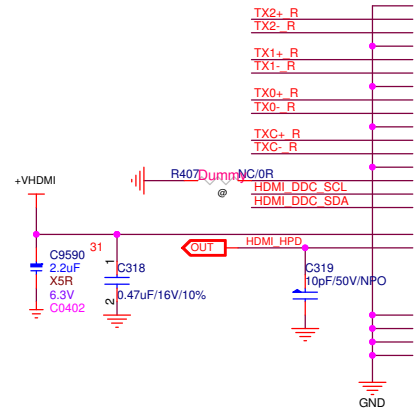 TX2+_R
TX2-_R
TX1+_R
TX1-_R
TX0+_R
TX0-_R
TXC+_R
TXC-_R
R407 Dummy NC/0R
@
+VHDMI
HDMI_DDC_SCL
HDMI_DDC_SDA
OUT HDMI_HPD
31
C9590
2.2uF
X5R
6.3V
C0402
1
C318
2
0.47uF/16V/10%
C319
10pF/50V/NPO
GND